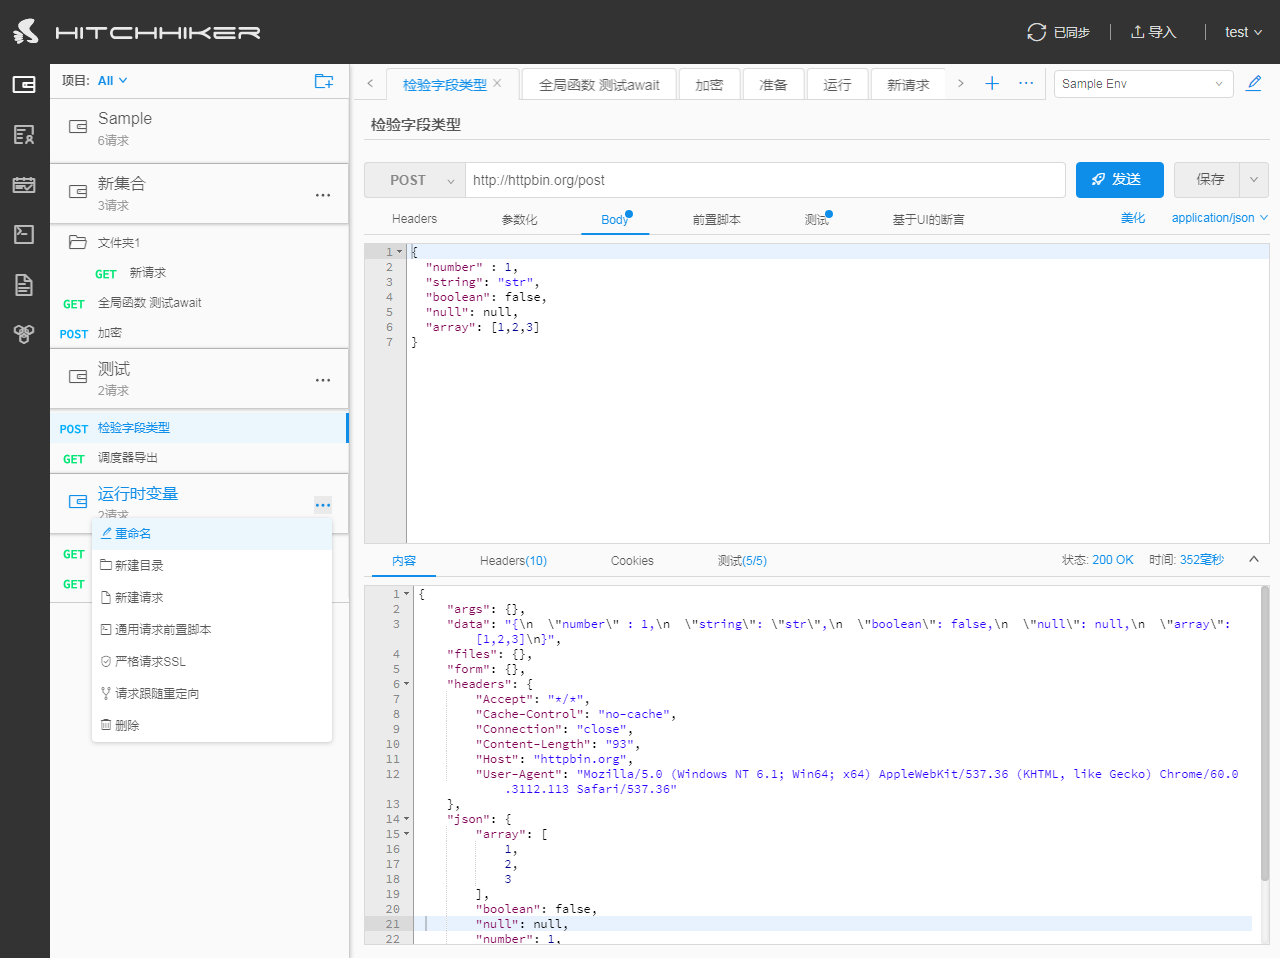 HITCHHIKER
已同步
导入
test
项目: All
Sample
6请求
新集合
3请求
文件夹1
GET 新请求
GET 全局函数 测试await
POST 加密
测试
2请求
POST 检验字段类型
GET 调度器导出
运行时变量
2请求
GET
GET
重命名
新建目录
新建请求
通用请求前置脚本
严格请求SSL
请求跟随重定向
删除
检验字段类型
全局函数 测试await
加密
准备
运行
新请求
Sample Env
检验字段类型
POST
http://httpbin.org/post
发送
保存
Headers
参数化
Body
前置脚本
测试
基于UI的断言
美化
application/json
1 {
2 "number" : 1,
3 "string": "str",
4 "boolean": false,
5 "null": null,
6 "array": [1,2,3]
7 }
内容
Headers(10)
Cookies
测试(5/5)
状态: 200 OK
时间: 352毫秒
1 {
2 "args": {},
3 "data": "{\n  \"number\" : 1,\n  \"string\": \"str\",\n  \"boolean\": false,\n  \"null\": null,\n  \"array\":
[1,2,3]\n}",
4 "files": {},
5 "form": {},
6 "headers": {
7 "Accept": "*/*",
8 "Cache-Control": "no-cache",
9 "Connection": "close",
10 "Content-Length": "93",
11 "Host": "httpbin.org",
12 "User-Agent": "Mozilla/5.0 (Windows NT 6.1; Win64; x64) AppleWebKit/537.36 (KHTML, like Gecko) Chrome/60.0
.3112.113 Safari/537.36"
13 },
14 "json": {
15 "array": [
16 1,
17 2,
18 3
19 ],
20 "boolean": false,
21 "null": null,
22 "number": 1,